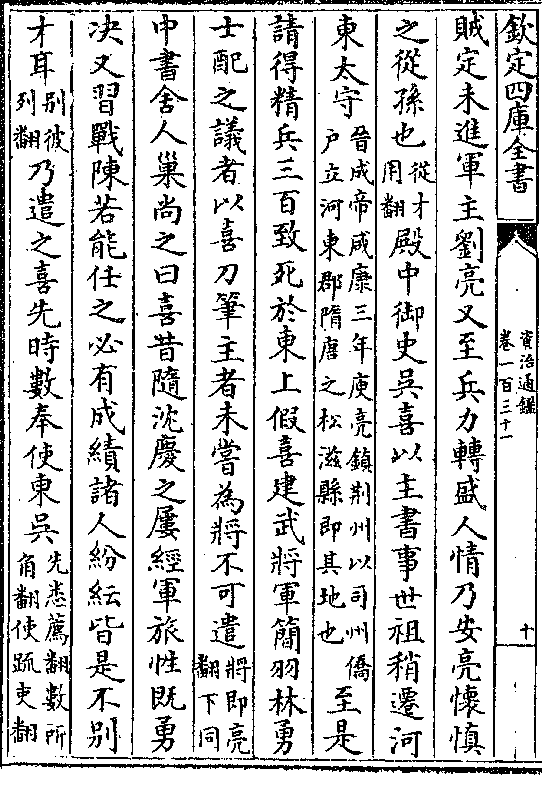 欽定四庫全書
資治通鑑
卷一百三十一
十
賊定未進軍主劉亮又至兵力轉盛人情乃安亮懷慎
之從孫也
從才
用翻
殿中御史吳喜以主書事世祖稍遷河
東太守
晉成帝咸康三年庾亮鎮荆州以司州僑
戶立河東郡隋唐之松滋縣即其地也
至是
請得精兵三百致死於東上假喜建武將軍簡羽林勇
士配之議者以喜刀筆主者未嘗為將不可遣
將即亮
翻下同
中書舍人巢尚之曰喜昔隨沈慶之屢經軍旅性既勇
决又習戰陳若能任之必有成績諸人紛紜皆是不别
才耳
别彼
列翻
乃遣之喜先時數奉使東吳
先悉薦翻數所
角翻使踈吏翻